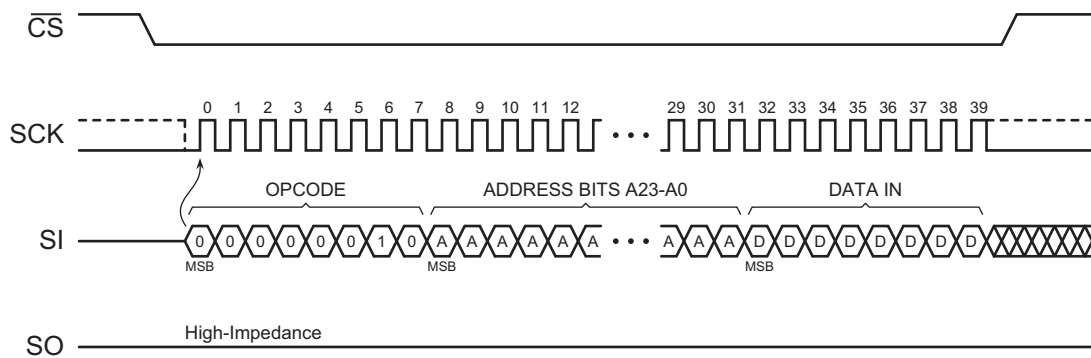 CS
SCK
0 1 2 3 4 5 6 7 8 9 10 11 12 29 30 31 32 33 34 35 36 37 38 39
OPCODE ADDRESS BITS A23-A0 DATA IN
SI
0 0 0 0 0 0 1 0 A A A A A A A A A D D D D D D D D
MSB MSB MSB
High-Impedance
SO